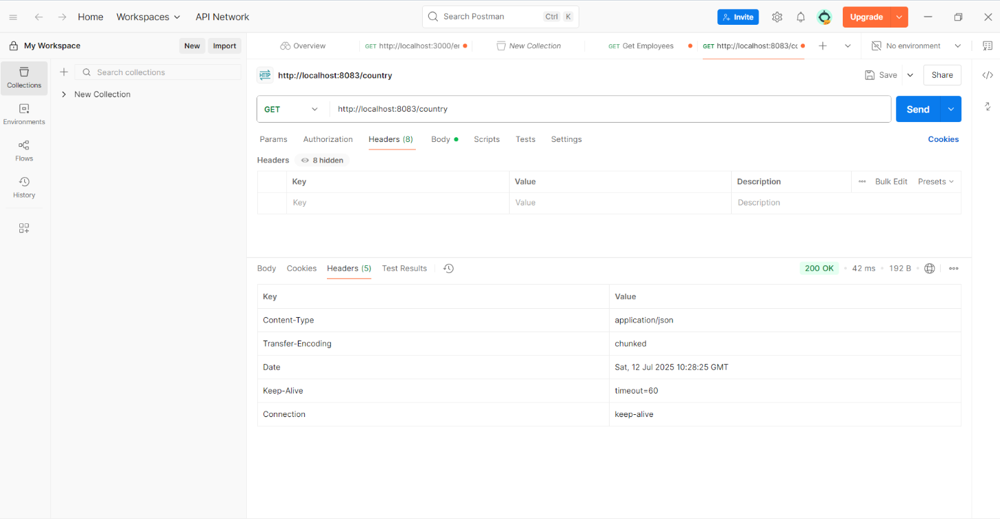 Home Workspaces API Network Search Postman Ctrl K Invite Upgrade
My Workspace New Import Overview GET http://localhost:3000/er New Collection GET Get Employees GET http://localhost:8083/cc No environment
Collections
Environments
Flows
History
Search collections
New Collection
HTTP http://localhost:8083/country Save Share
GET http://localhost:8083/country Send
Params Authorization Headers (8) Body Scripts Tests Settings Cookies
Headers 8 hidden
Key Value Description Bulk Edit Presets
Key Value Description
Body Cookies Headers (5) Test Results 200 OK • 42 ms • 192 B •
Key Value
Content-Type application/json
Transfer-Encoding chunked
Date Sat, 12 Jul 2025 10:28:25 GMT
Keep-Alive timeout=60
Connection keep-alive